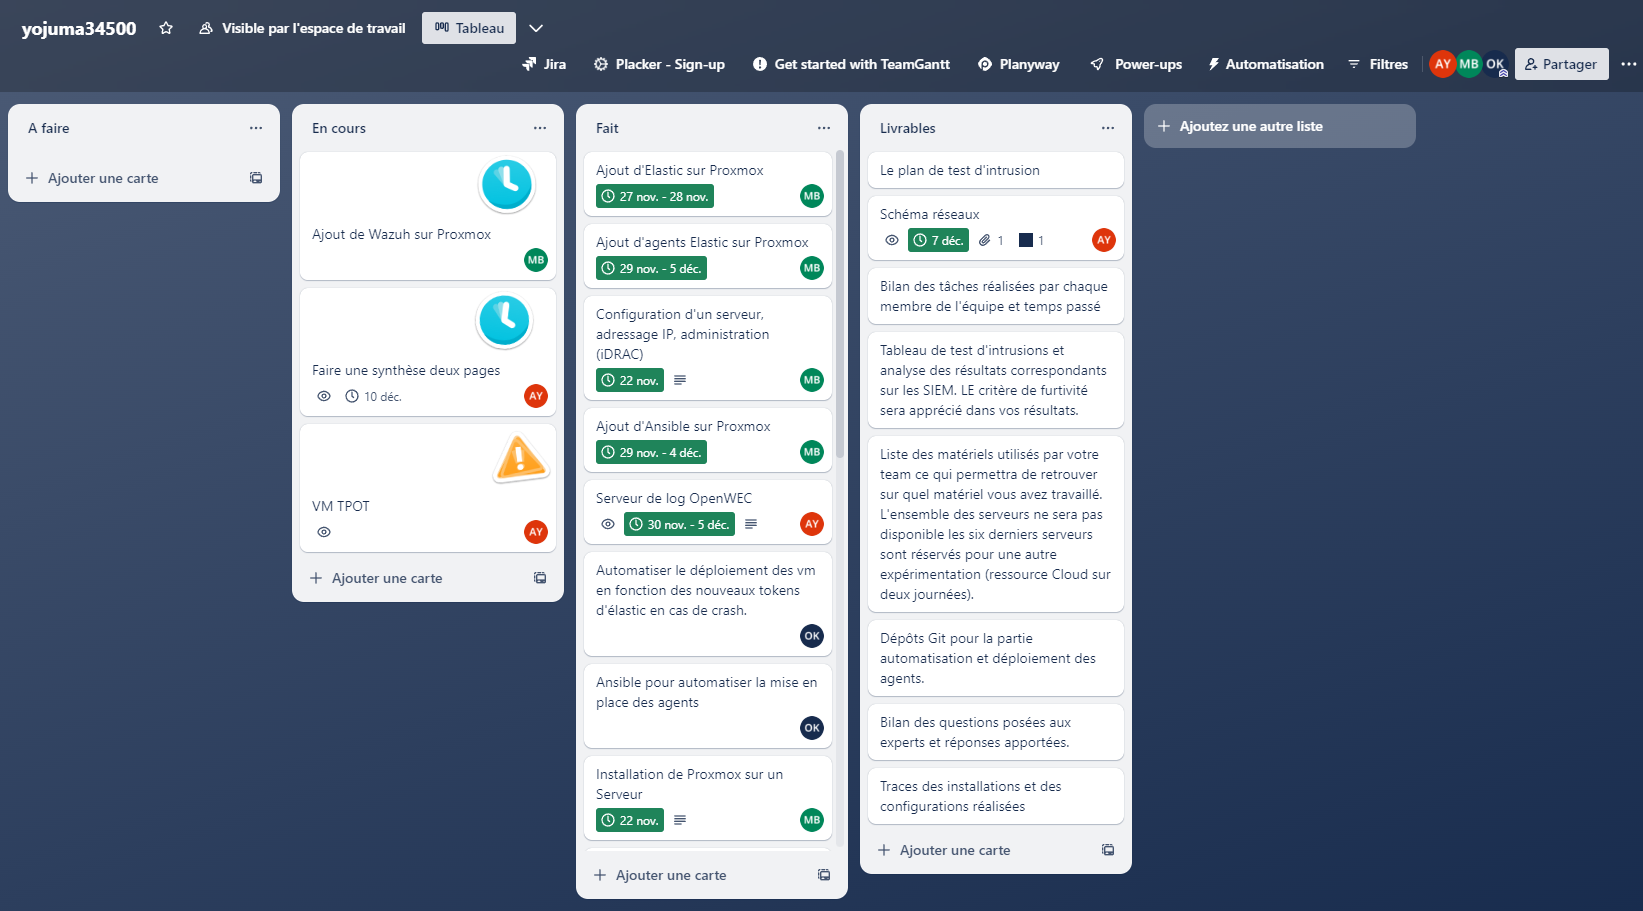 yojuma34500
Visible par l'espace de travail
Tableau
Jira
Placker - Sign-up
Get started with TeamGantt
Planyway
Power-ups
Automatisation
Filtres
AY
MB
OK
Partager
A faire
Ajouter une carte
En cours
Ajout de Wazuh sur Proxmox
MB
Faire une synthèse deux pages
10 déc.
AY
VM TPOT
AY
Ajouter une carte
Fait
Ajout d'Elastic sur Proxmox
27 nov. - 28 nov.
MB
Ajout d'agents Elastic sur Proxmox
29 nov. - 5 déc.
MB
Configuration d'un serveur,
adressage IP, administration
(iDRAC)
22 nov.
MB
Ajout d'Ansible sur Proxmox
29 nov. - 4 déc.
MB
Serveur de log OpenWEC
30 nov. - 5 déc.
AY
Automatiser le déploiement des vm
en fonction des nouveaux tokens
d'élastic en cas de crash.
OK
Ansible pour automatiser la mise en
place des agents
OK
Installation de Proxmox sur un
Serveur
22 nov.
MB
Ajouter une carte
Livrables
Le plan de test d'intrusion
Schéma réseaux
7 déc.
1
1
AY
Bilan des tâches réalisées par chaque
membre de l'équipe et temps passé
Tableau de test d'intrusions et
analyse des résultats correspondants
sur les SIEM. LE critère de furtivité
sera apprécié dans vos résultats.
Liste des matériels utilisés par votre
team ce qui permettra de retrouver
sur quel matériel vous avez travaillé.
L'ensemble des serveurs ne sera pas
disponible les six derniers serveurs
sont réservés pour une autre
expérimentation (ressource Cloud sur
deux journées).
Dépôts Git pour la partie
automatisation et déploiement des
agents.
Bilan des questions posées aux
experts et réponses apportées.
Traces des installations et des
configurations réalisées
Ajouter une carte
Ajoutez une autre liste